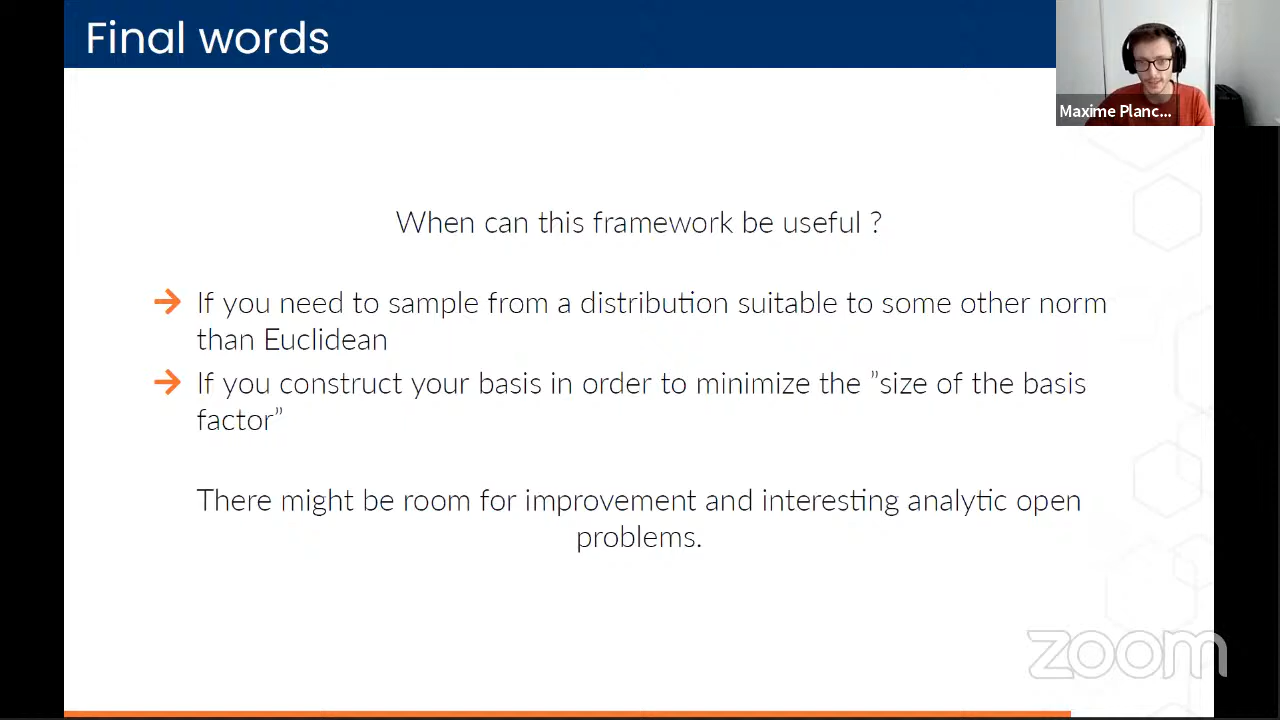 Final words
Maxime Planc...
When can this framework be useful ?
→ If you need to sample from a distribution suitable to some other norm
than Euclidean
→ If you construct your basis in order to minimize the ”size of the basis
factor”
There might be room for improvement and interesting analytic open
problems.
zoom